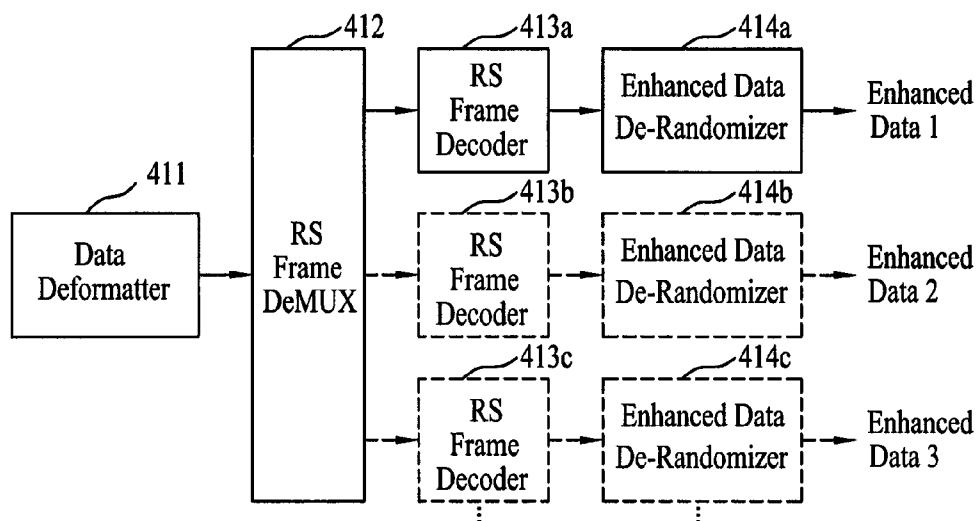 412
413a
414a
RS
Frame
Decoder
Enhanced Data
De-Randomizer
Enhanced
Data 1
411
Data
Deformatter
RS
Frame
DeMUX
413b
414b
RS
Frame
Decoder
Enhanced Data
De-Randomizer
Enhanced
Data 2
413c
414c
RS
Frame
Decoder
Enhanced Data
De-Randomizer
Enhanced
Data 3